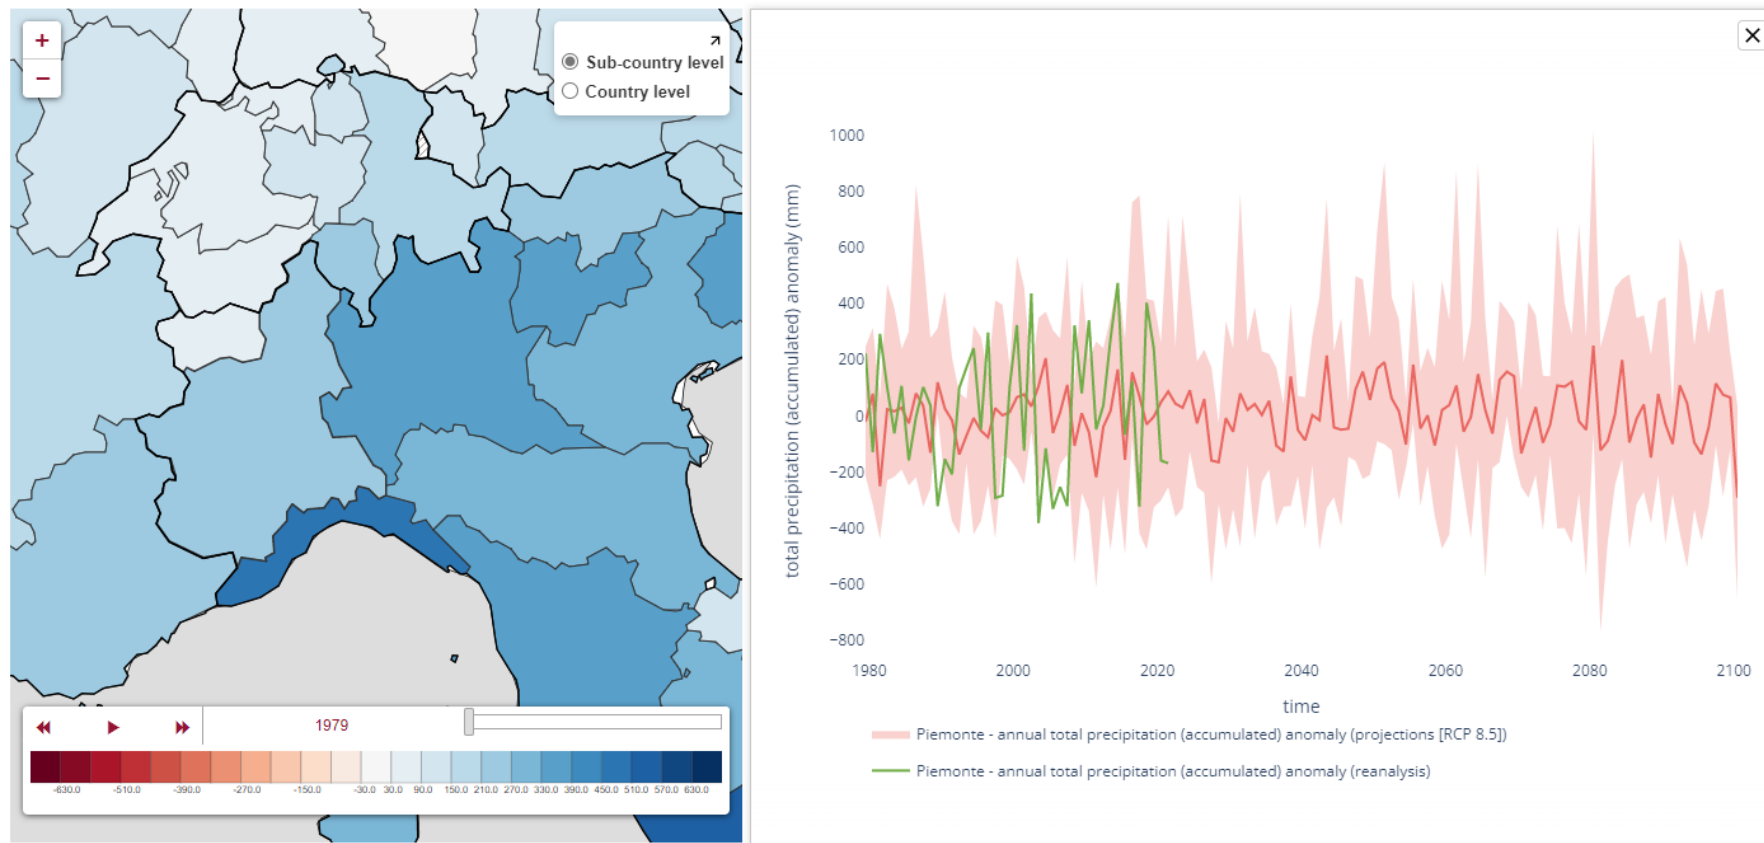 +
−
Sub-country level
Country level
1979
-630.0 -510.0 -390.0 -270.0 -150.0 -30.0 30.0 90.0 150.0 210.0 270.0 330.0 390.0 450.0 510.0 570.0 630.0
total precipitation (accumulated) anomaly (mm)
1000
800
600
400
200
0
−200
−400
−600
−800
1980 2000 2020 2040 2060 2080 2100
time
Piemonte - annual total precipitation (accumulated) anomaly (projections [RCP 8.5])
Piemonte - annual total precipitation (accumulated) anomaly (reanalysis)